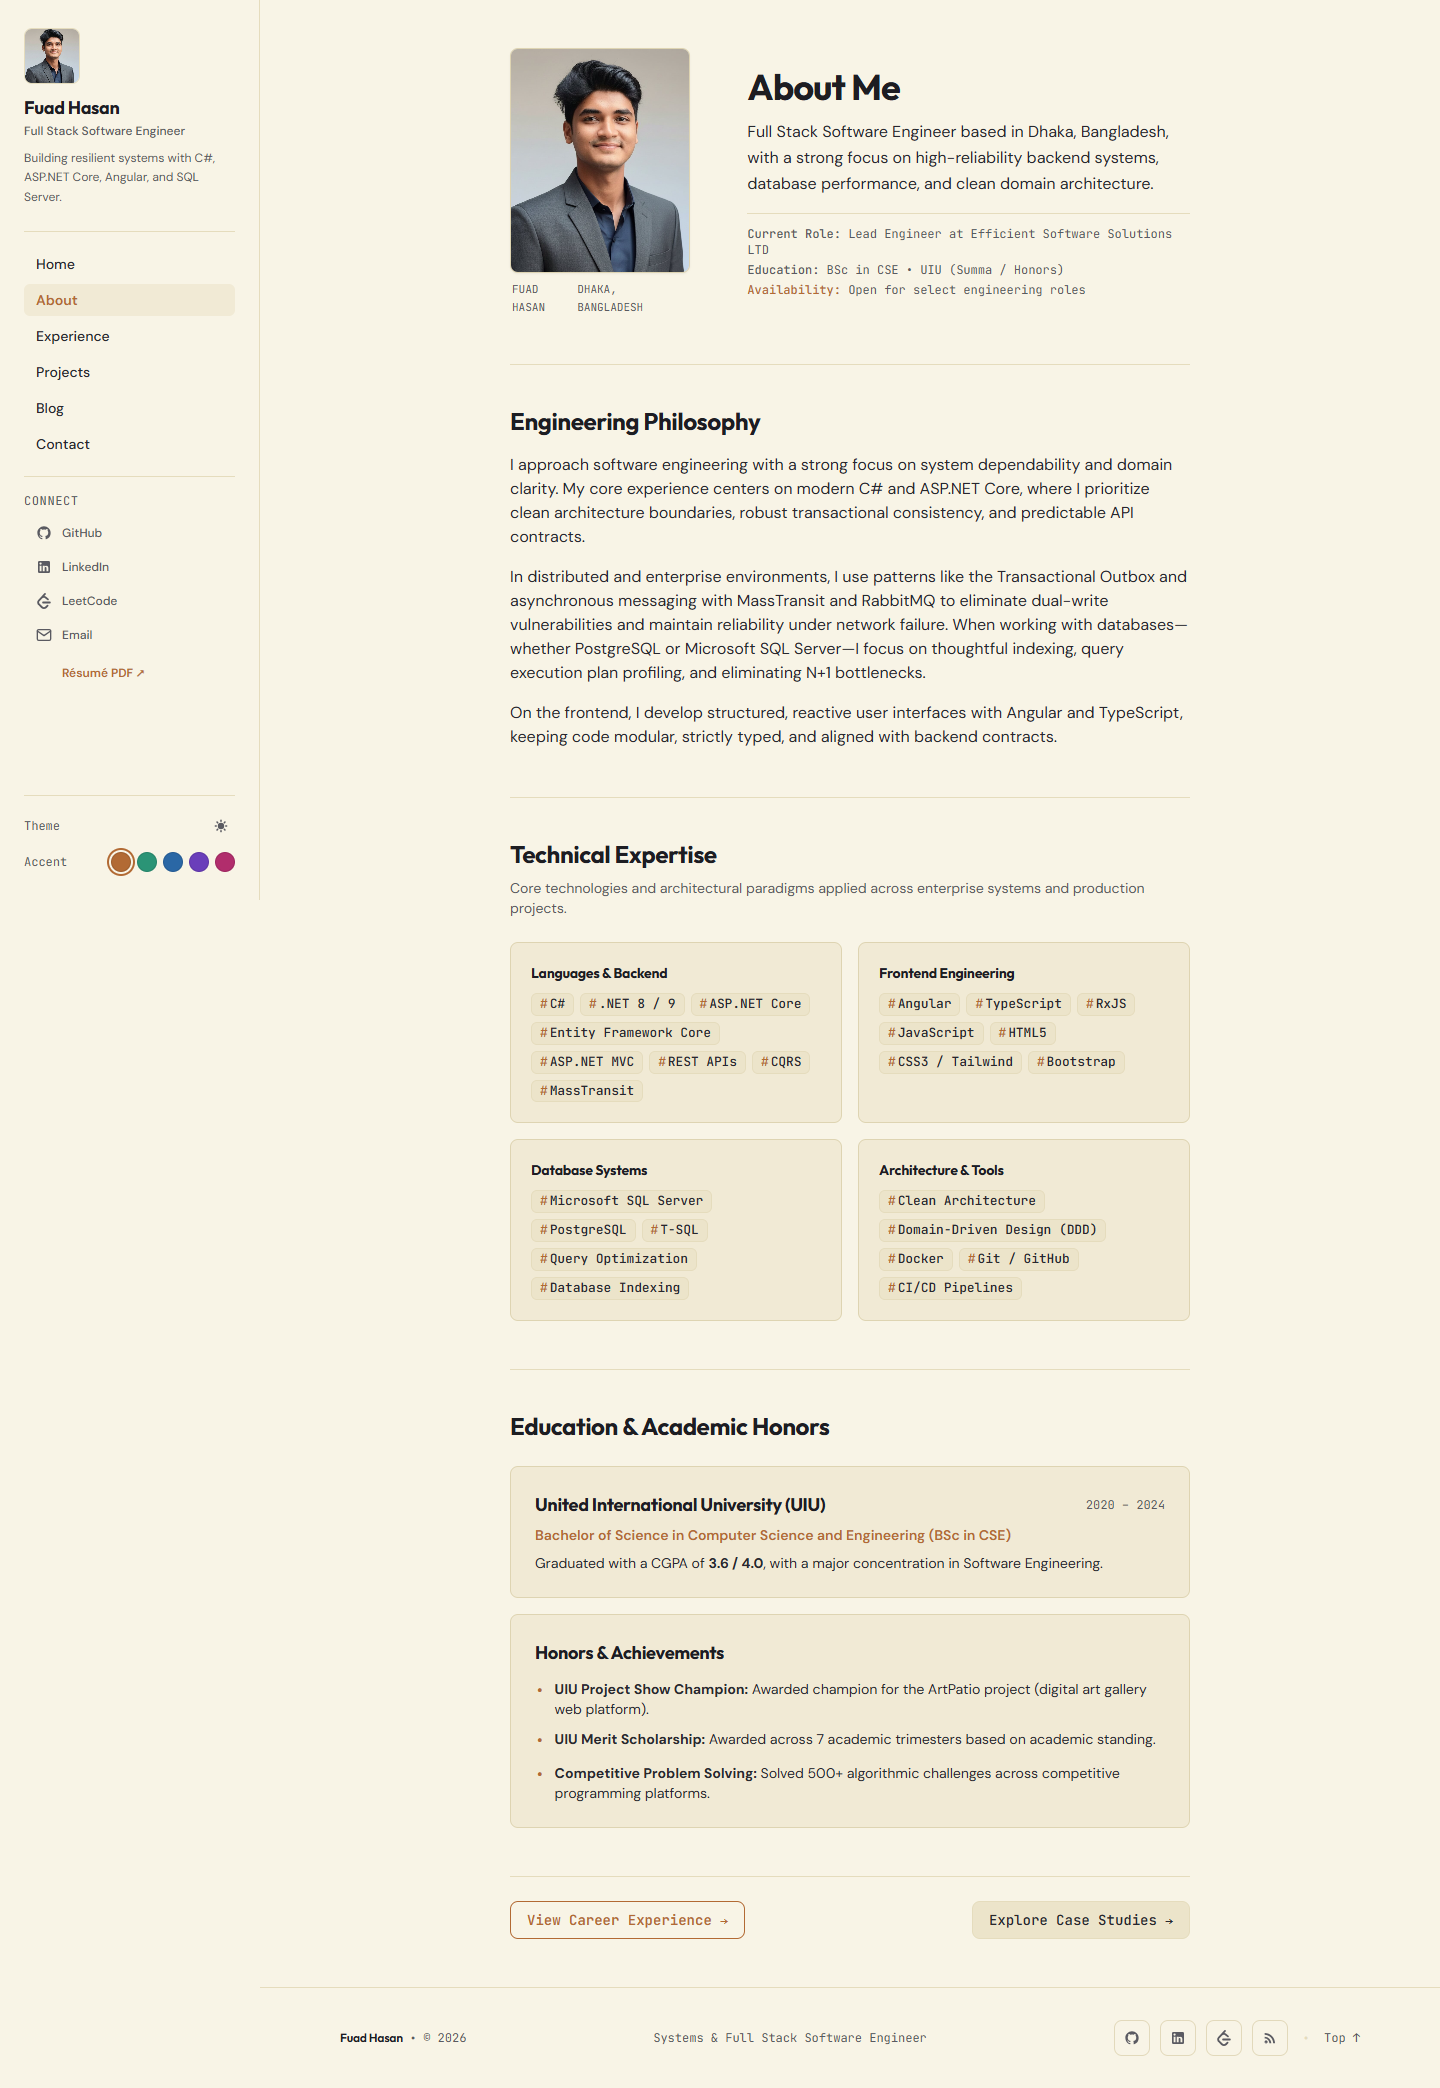 Fuad Hasan
Full Stack Software Engineer
Building resilient systems with C#,
ASP.NET Core, Angular, and SQL
Server.
Home
About
Experience
Projects
Blog
Contact
CONNECT
GitHub
LinkedIn
LeetCode
Email
Résumé PDF ↗
Theme
Accent
FUAD
HASAN
DHAKA,
BANGLADESH
About Me
Full Stack Software Engineer based in Dhaka, Bangladesh,
with a strong focus on high-reliability backend systems,
database performance, and clean domain architecture.
Current Role: Lead Engineer at Efficient Software Solutions
LTD
Education: BSc in CSE • UIU (Summa / Honors)
Availability: Open for select engineering roles
Engineering Philosophy
I approach software engineering with a strong focus on system dependability and domain
clarity. My core experience centers on modern C# and ASP.NET Core, where I prioritize
clean architecture boundaries, robust transactional consistency, and predictable API
contracts.
In distributed and enterprise environments, I use patterns like the Transactional Outbox and
asynchronous messaging with MassTransit and RabbitMQ to eliminate dual-write
vulnerabilities and maintain reliability under network failure. When working with databases—
whether PostgreSQL or Microsoft SQL Server—I focus on thoughtful indexing, query
execution plan profiling, and eliminating N+1 bottlenecks.
On the frontend, I develop structured, reactive user interfaces with Angular and TypeScript,
keeping code modular, strictly typed, and aligned with backend contracts.
Technical Expertise
Core technologies and architectural paradigms applied across enterprise systems and production
projects.
Languages & Backend
#C# #.NET 8 / 9 #ASP.NET Core
#Entity Framework Core
#ASP.NET MVC #REST APIs #CQRS
#MassTransit
Frontend Engineering
#Angular #TypeScript #RxJS
#JavaScript #HTML5
#CSS3 / Tailwind #Bootstrap
Database Systems
#Microsoft SQL Server
#PostgreSQL #T-SQL
#Query Optimization
#Database Indexing
Architecture & Tools
#Clean Architecture
#Domain-Driven Design (DDD)
#Docker #Git / GitHub
#CI/CD Pipelines
Education & Academic Honors
United International University (UIU) 2020 – 2024
Bachelor of Science in Computer Science and Engineering (BSc in CSE)
Graduated with a CGPA of 3.6 / 4.0, with a major concentration in Software Engineering.
Honors & Achievements
• UIU Project Show Champion: Awarded champion for the ArtPatio project (digital art gallery
web platform).
• UIU Merit Scholarship: Awarded across 7 academic trimesters based on academic standing.
• Competitive Problem Solving: Solved 500+ algorithmic challenges across competitive
programming platforms.
View Career Experience →
Explore Case Studies →
Fuad Hasan • © 2026
Systems & Full Stack Software Engineer
• Top ↑